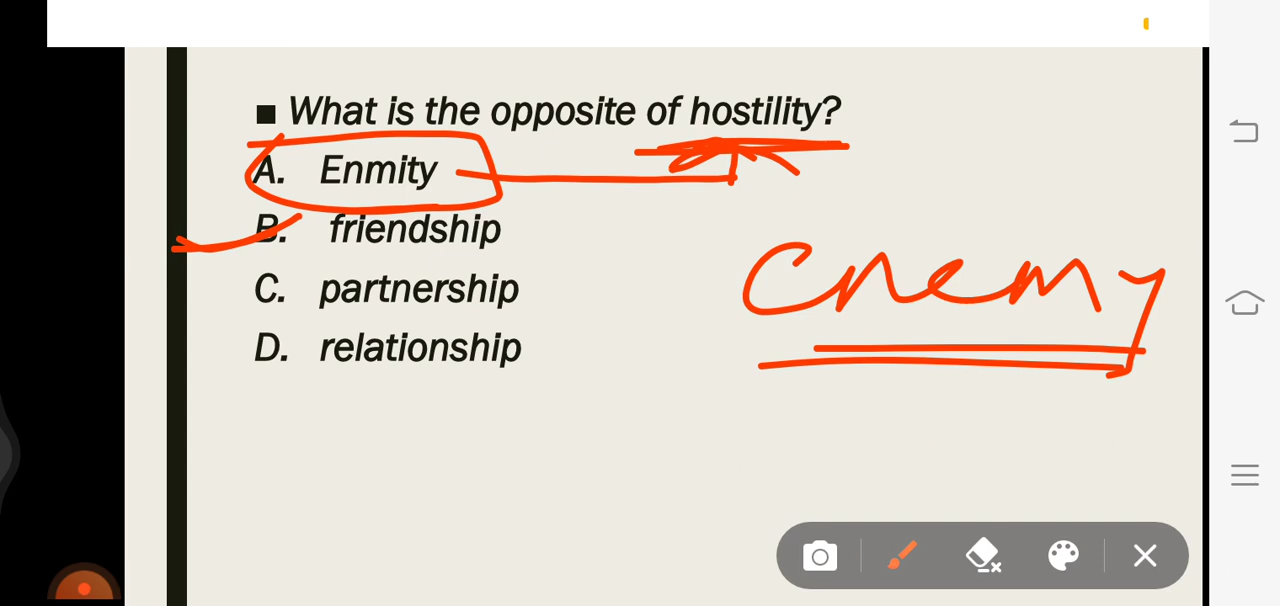 ■ What is the opposite of hostility?
A. Enmity
B. friendship
C. partnership
D. relationship
Enemy